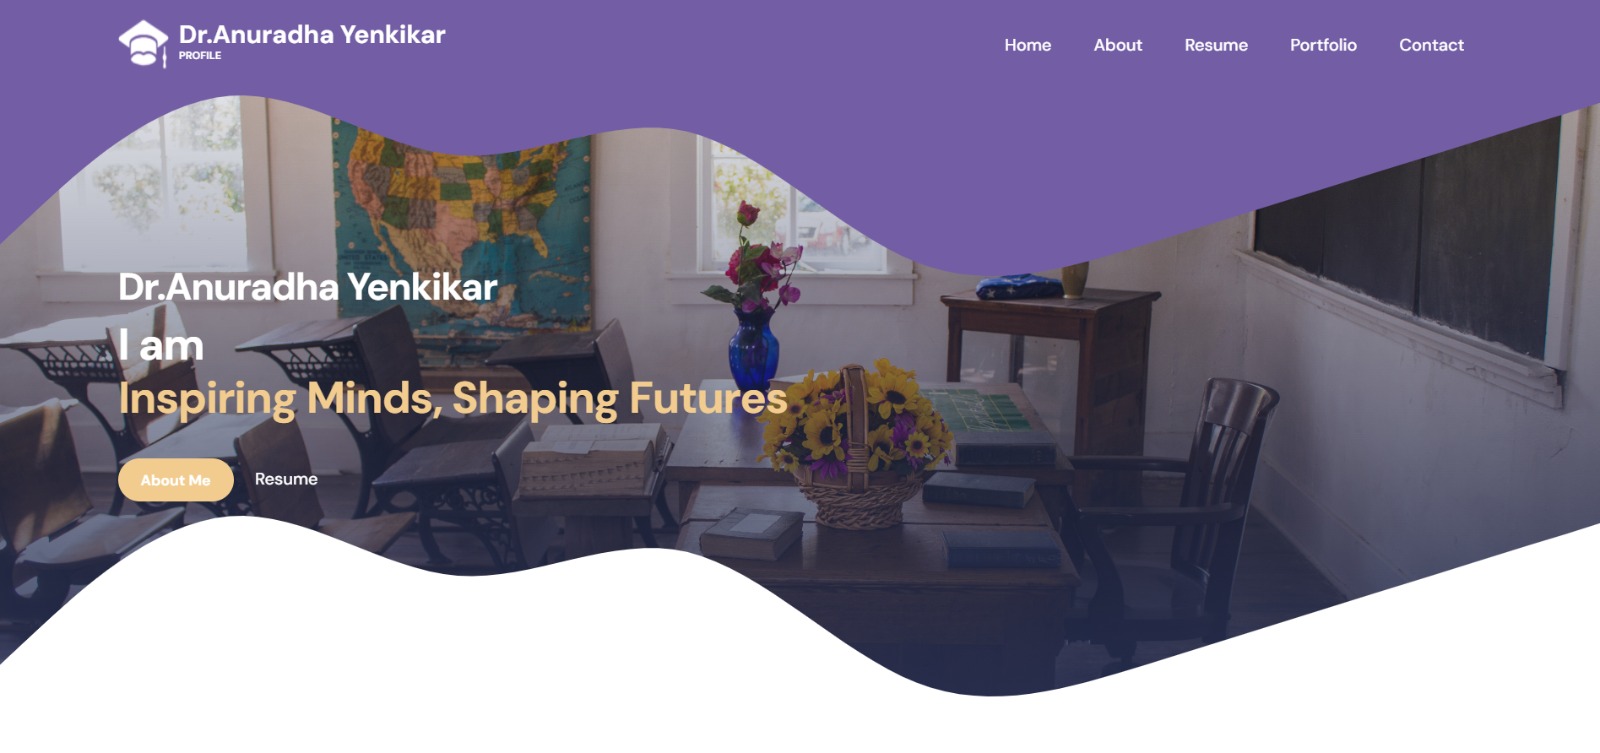 Dr.Anuradha Yenkikar
PROFILE
Home About Resume Portfolio Contact
Dr.Anuradha Yenkikar
I am
Inspiring Minds, Shaping Futures
About Me Resume